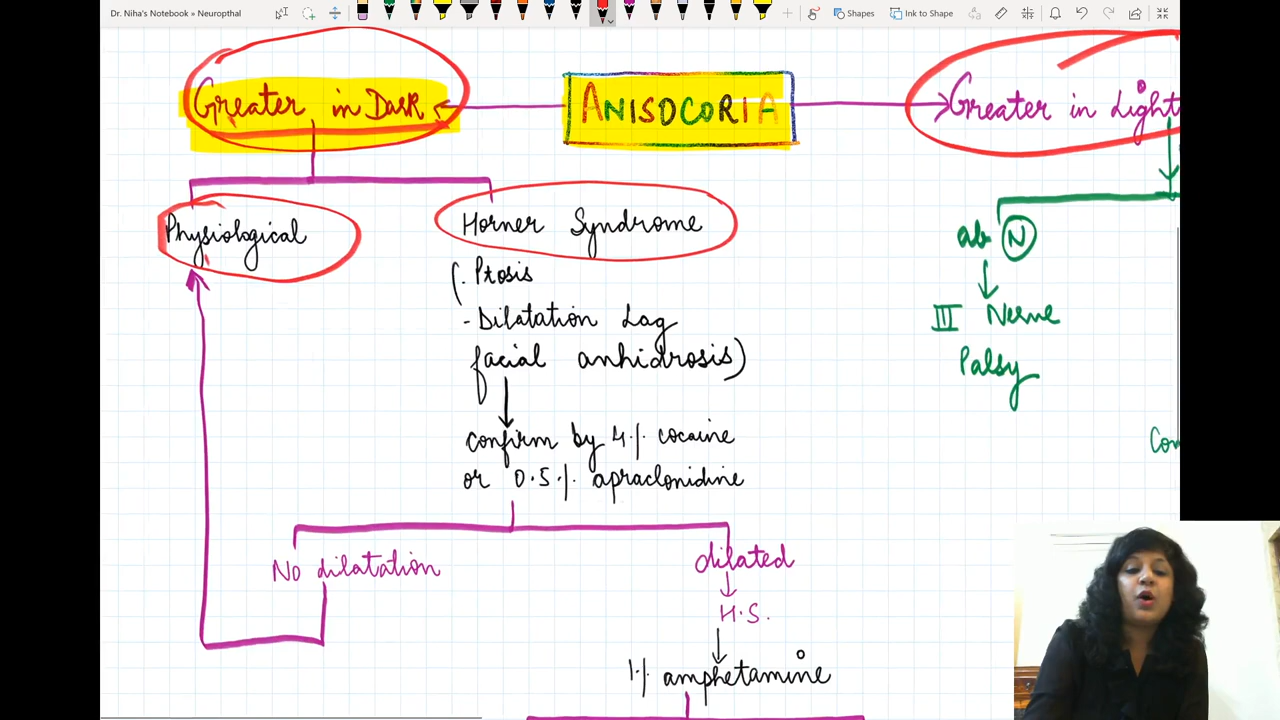 Dr. Niha's Notebook » Neuropthal
Shapes
Ink to Shape
Greater in Dark
ANISOCORIA
Greater in Light
Physiological
Horner Syndrome
(. Ptosis
- Dilatation Lag
facial anhidrosis)
confirm by 4% cocaine
or 0.5% apraclonidine
No dilatation
dilated
H.S.
1% amphetamine
ab N
III Nerve
Palsy
Con